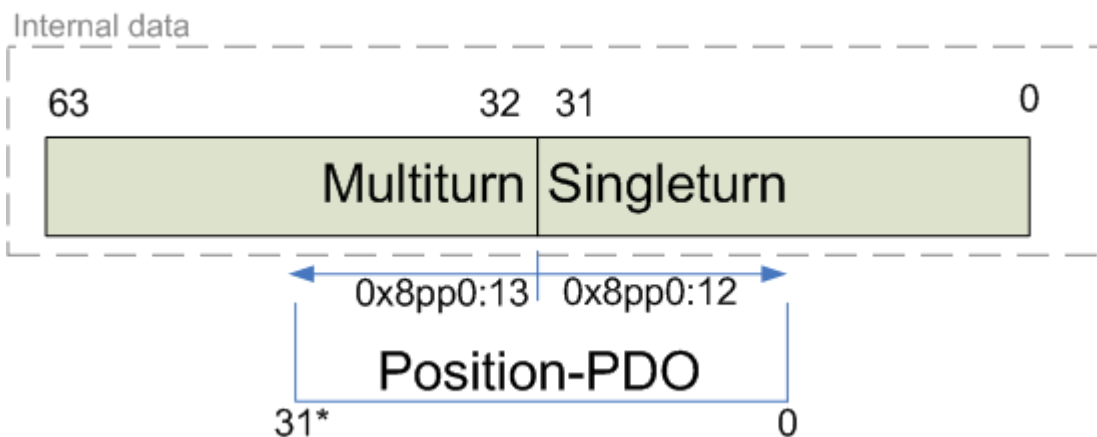 Internal data
63 32 31 0
Multiturn Singleturn
0x8pp0:13 0x8pp0:12
Position-PDO
31* 0